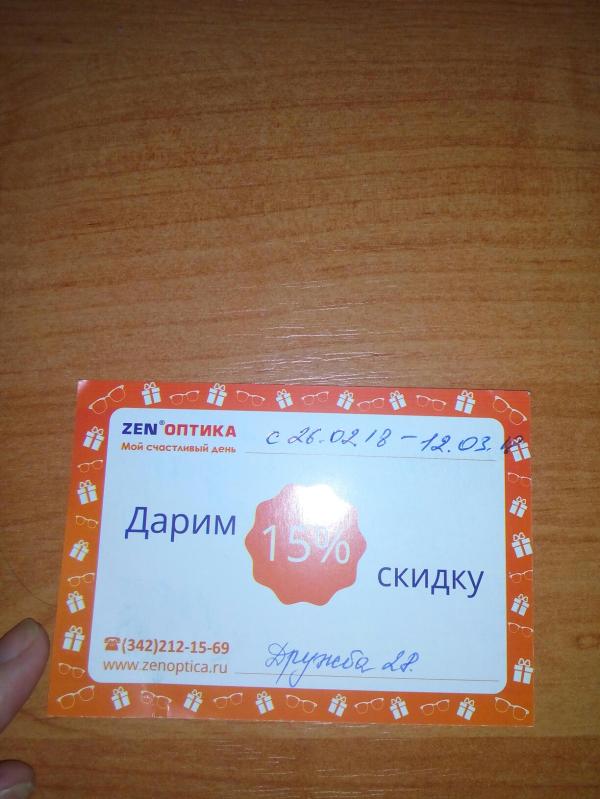 ZEN® ОПТИКА
Мой счастливый день
с 26.02.18 – 12.03.18
Дарим
15%
скидку
☎(342)212-15-69
www.zenoptica.ru
Дружба 28.